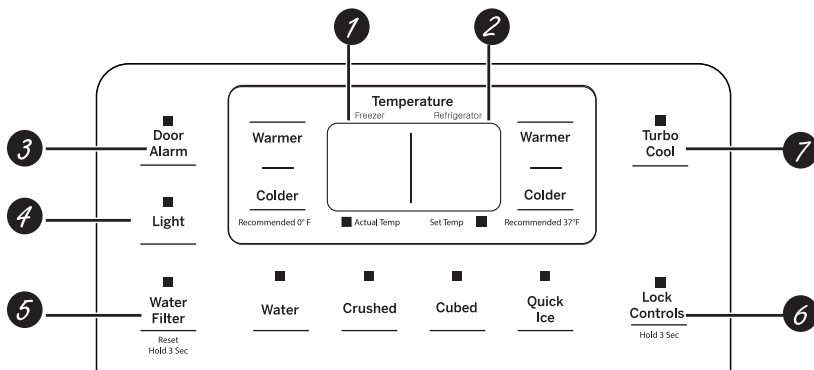 1
2
Temperature
Freezer
Refrigerator
3
Door
Alarm
Warmer
Warmer
Turbo
Cool
7
4
Light
Colder
Colder
Recommended 0° F
Actual Temp
Set Temp
Recommended 37°F
5
Water
Filter
Reset
Hold 3 Sec
Water
Crushed
Cubed
Quick
Ice
Lock
Controls
Hold 3 Sec
6